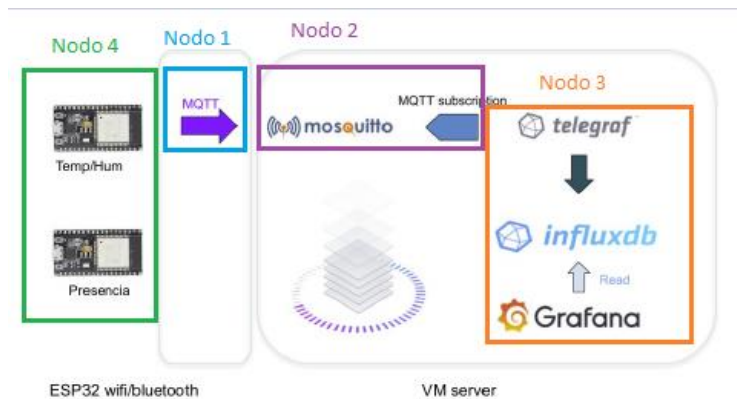 Nodo 4
Nodo 1
Nodo 2
Nodo 3
MQTT
mosquitto
MQTT subscription
telegraf
Temp/Hum
influxdb
Presencia
Read
Grafana
ESP32 wifi/bluetooth
VM server